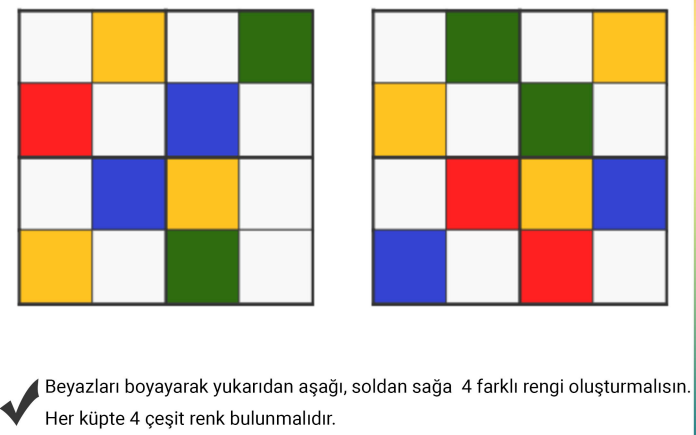 Beyazları boyayarak yukarıdan aşağı, soldan sağa 4 farklı rengi oluşturmalısın.
Her küpte 4 çeşit renk bulunmalıdır.